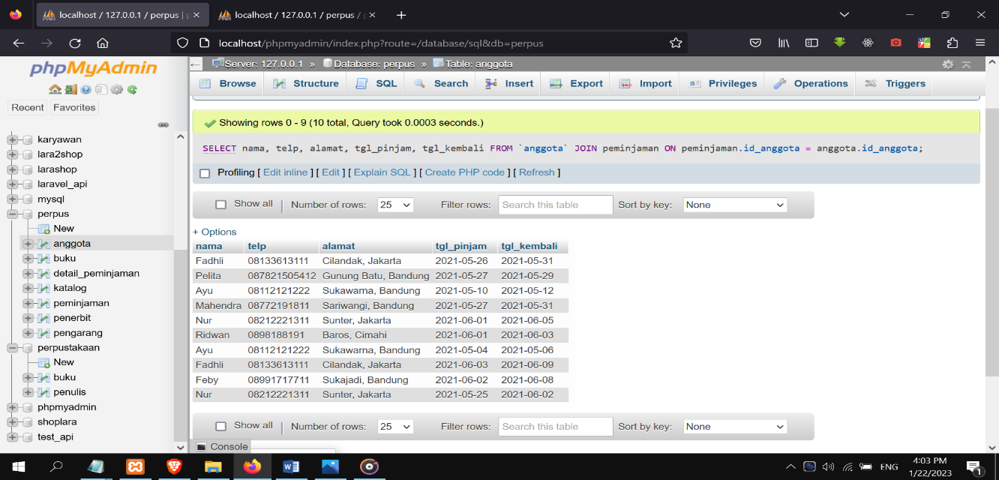 localhost / 127.0.0.1 / perpus | p
localhost / 127.0.0.1 / perpus / p
localhost/phpmyadmin/index.php?route=/database/sql&db=perpus
phpMyAdmin
Recent
Favorites
karyawan
lara2shop
larashop
laravel_api
mysql
perpus
New
anggota
buku
detail_peminjaman
katalog
peminjaman
penerbit
pengarang
perpustakaan
New
buku
penulis
phpmyadmin
shoplara
test_api
Server: 127.0.0.1 » Database: perpus » Table: anggota
Browse Structure SQL Search Insert Export Import Privileges Operations Triggers
Showing rows 0 - 9 (10 total, Query took 0.0003 seconds.)
SELECT nama, telp, alamat, tgl_pinjam, tgl_kembali FROM `anggota` JOIN peminjaman ON peminjaman.id_anggota = anggota.id_anggota;
Profiling [ Edit inline ] [ Edit ] [ Explain SQL ] [ Create PHP code ] [ Refresh ]
Show all | Number of rows: 25 Filter rows: Search this table Sort by key: None
+ Options
nama telp alamat tgl_pinjam tgl_kembali
Fadhli 08133613111 Cilandak, Jakarta 2021-05-26 2021-05-31
Pelita 087821505412 Gunung Batu, Bandung 2021-05-27 2021-05-29
Ayu 08112121222 Sukawarna, Bandung 2021-05-10 2021-05-12
Mahendra 08772191811 Sariwangi, Bandung 2021-05-27 2021-05-31
Nur 08212221311 Sunter, Jakarta 2021-06-01 2021-06-05
Ridwan 0898188191 Baros, Cimahi 2021-06-01 2021-06-03
Ayu 08112121222 Sukawarna, Bandung 2021-05-04 2021-05-06
Fadhli 08133613111 Cilandak, Jakarta 2021-06-03 2021-06-09
Feby 08991717711 Sukajadi, Bandung 2021-06-02 2021-06-08
Nur 08212221311 Sunter, Jakarta 2021-05-25 2021-06-02
Show all | Number of rows: 25 Filter rows: Search this table Sort by key: None
Console
ENG
4:03 PM
1/22/2023
1